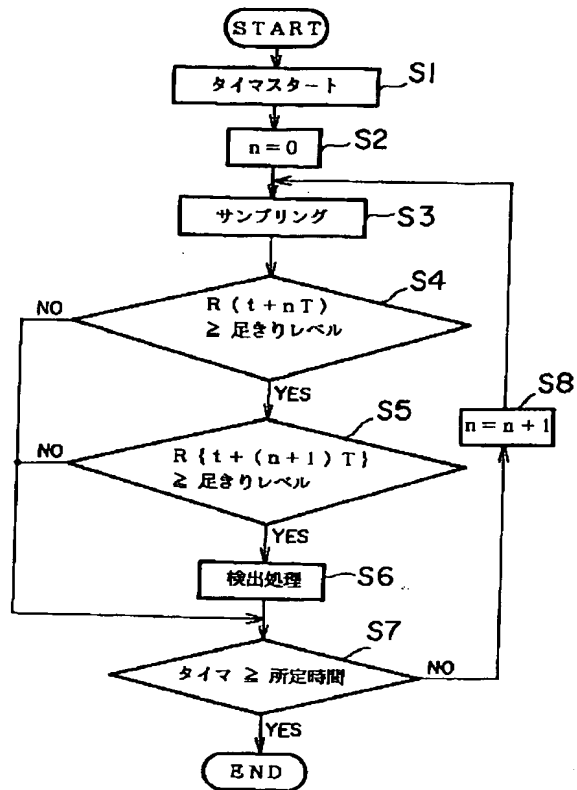 START
タイマスタート
S1
n=0
S2
サンプリング
S3
R(t+nT)
≧ 足きりレベル
S4
NO
YES
R{t+(n+1)T}
≧ 足きりレベル
S5
NO
YES
n=n+1
S8
検出処理
S6
タイマ ≧ 所定時間
S7
NO
YES
END